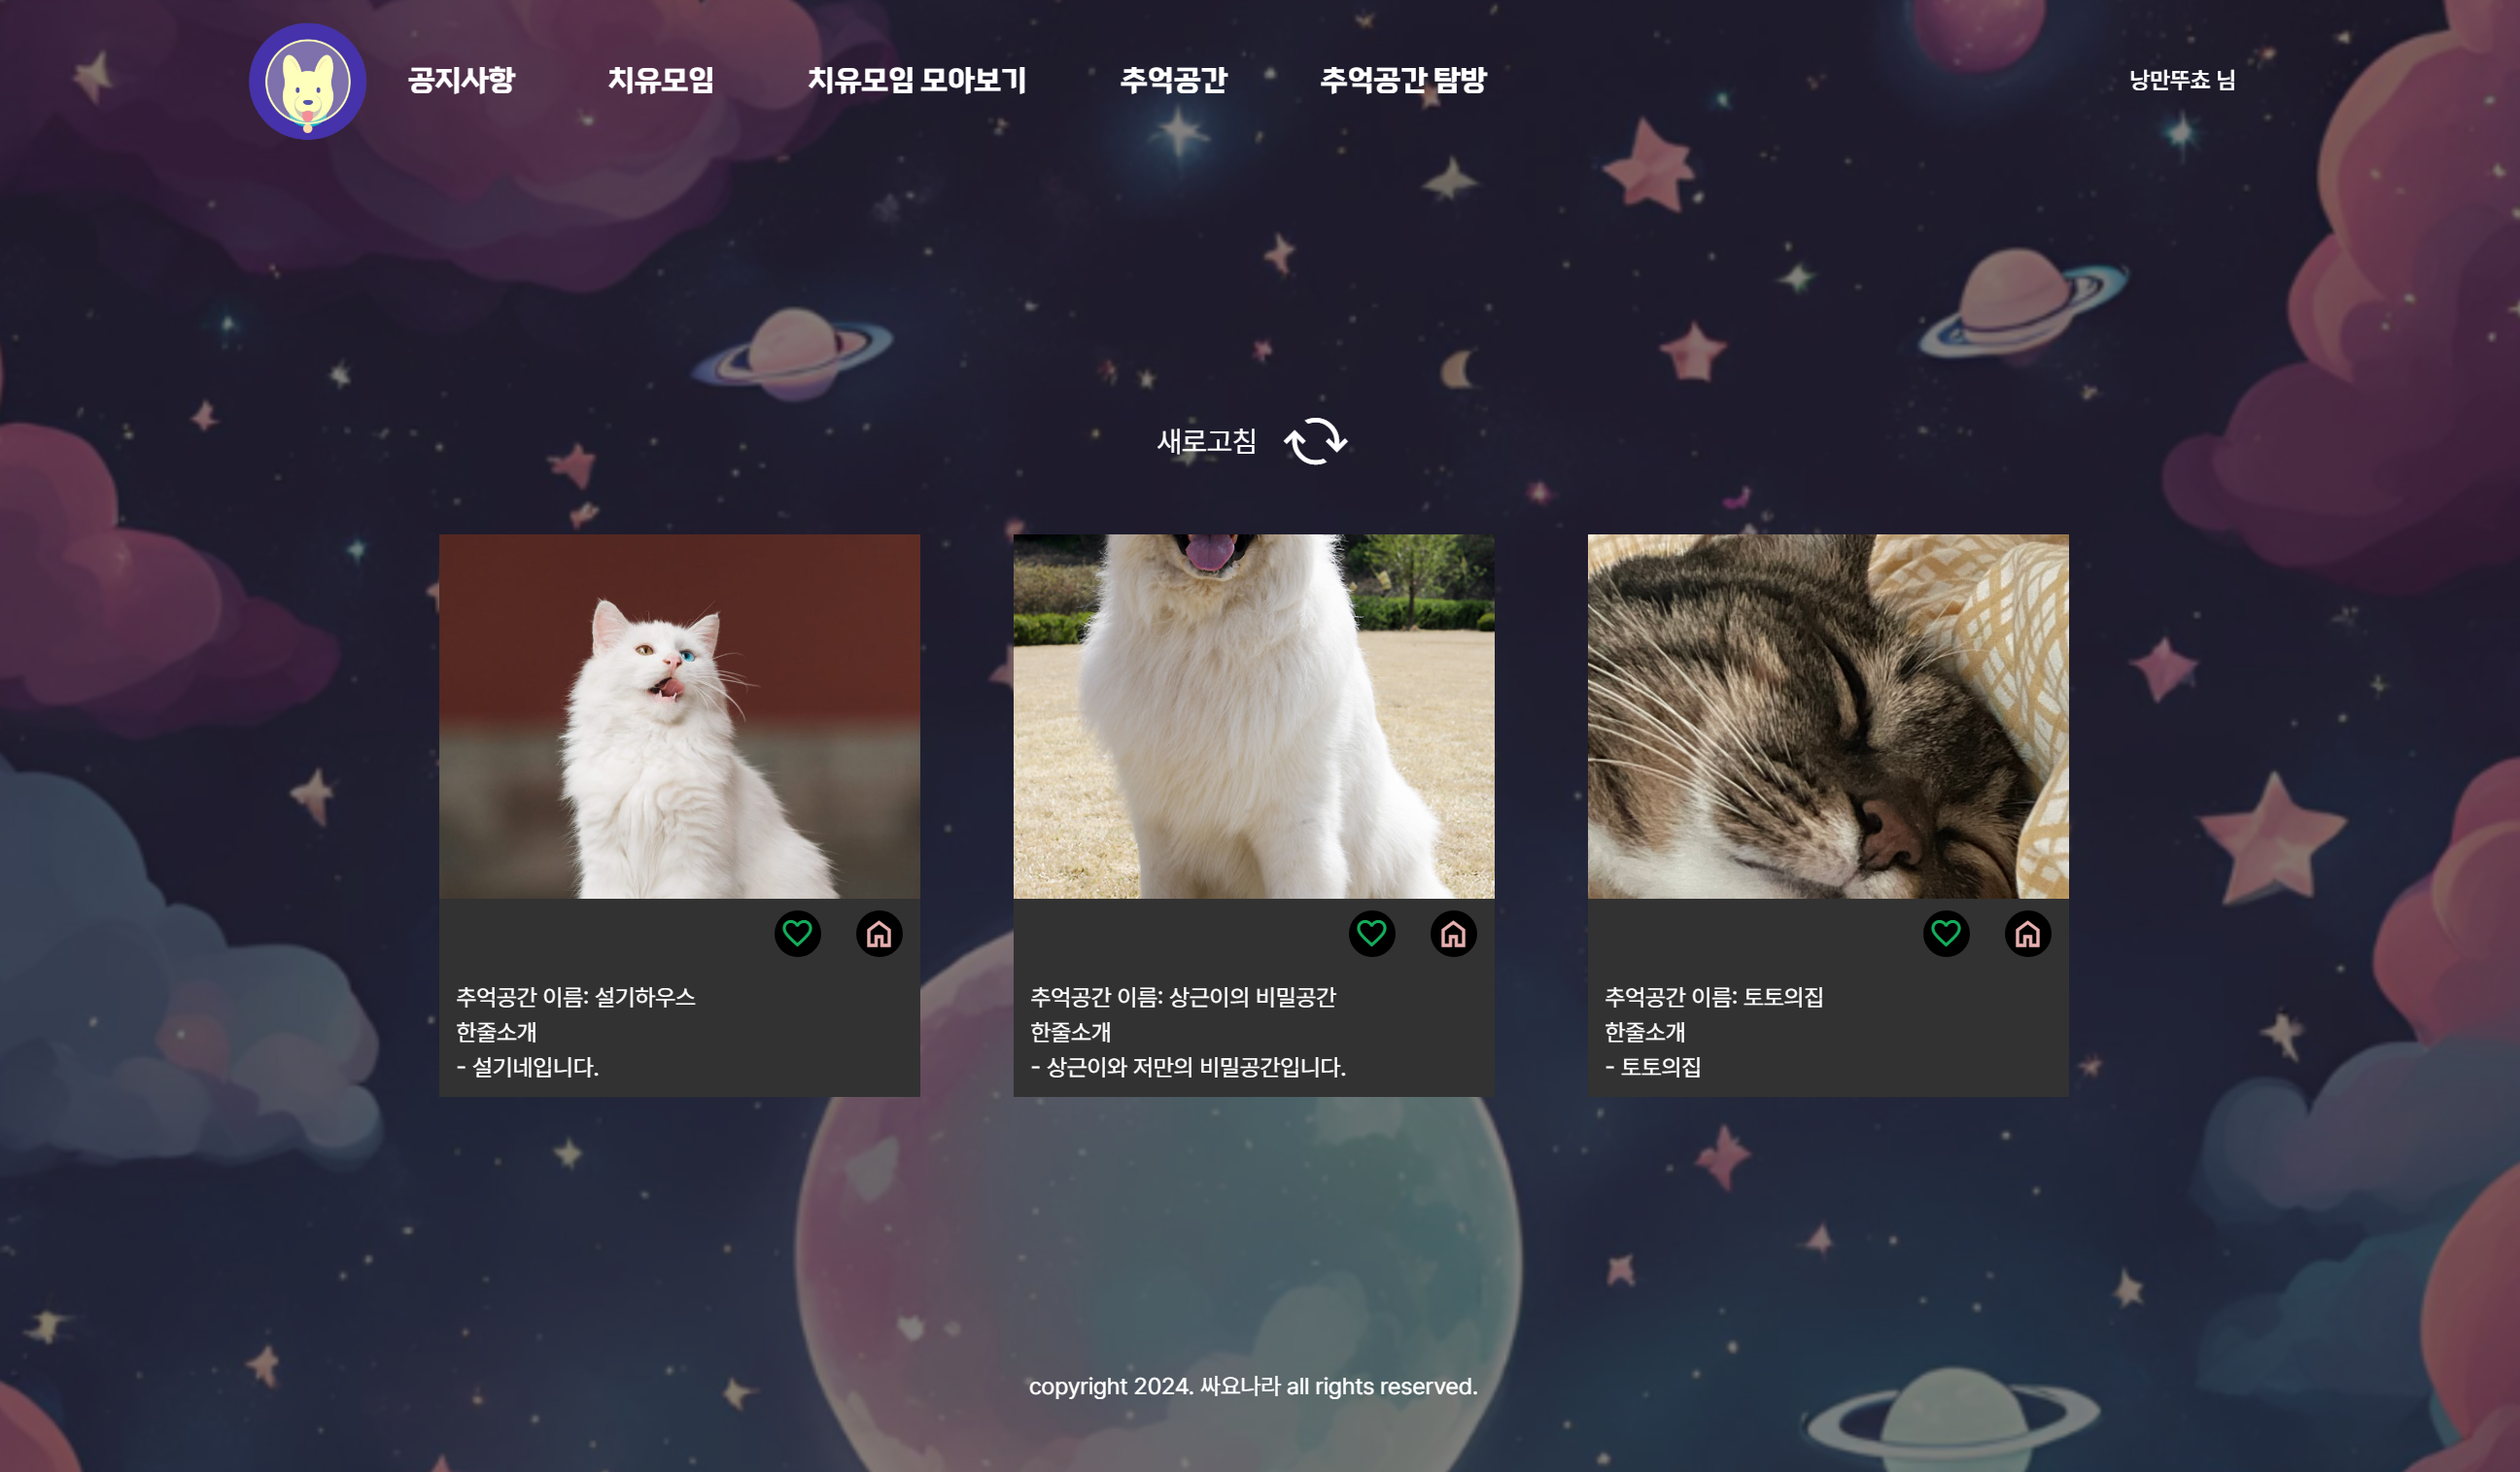 공지사항
치유모임
치유모임 모아보기
추억공간
추억공간 탐방
낭만뚜쵸 님
새로고침
추억공간 이름: 설기하우스
한줄소개
- 설기네입니다.
추억공간 이름: 상근이의 비밀공간
한줄소개
- 상근이와 저만의 비밀공간입니다.
추억공간 이름: 토토의집
한줄소개
- 토토의집
copyright 2024. 싸요나라 all rights reserved.